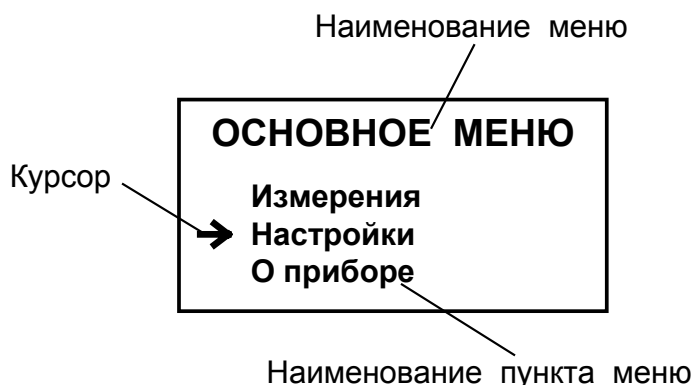 Наименование меню
ОСНОВНОЕ МЕНЮ
Курсор
Измерения
Настройки
О приборе
Наименование пункта меню